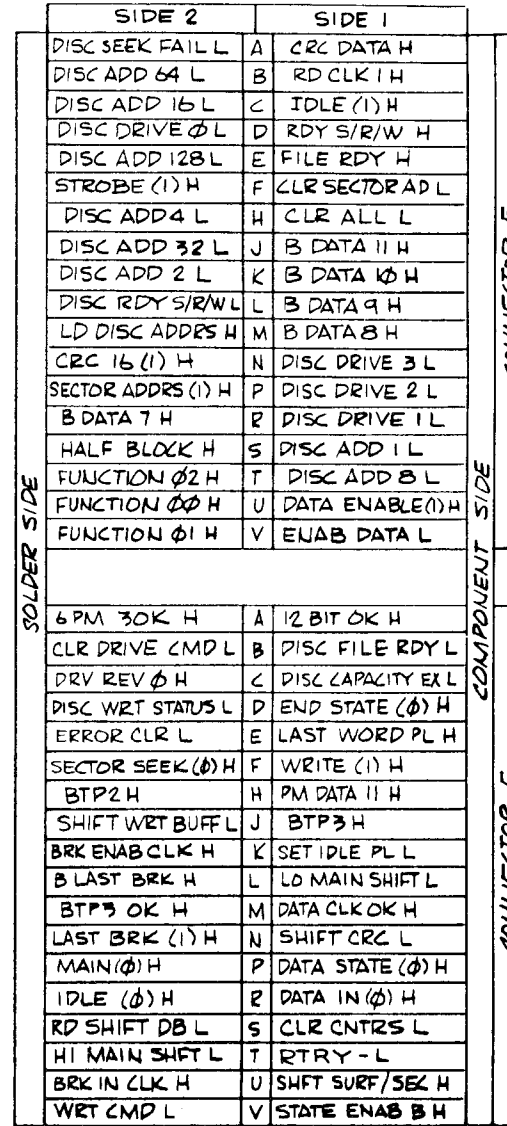 SIDE 2 SIDE 1
DISC SEEK FAIL L A CRC DATA H
DISC ADD 64 L B RD CLK 1 H
DISC ADD 16 L C IDLE (1) H
DISC DRIVE Ø L D RDY S/R/W H
DISC ADD 128 L E FILE RDY H
STROBE (1) H F CLR SECTOR AD L
DISC ADD 4 L H CLR ALL L
DISC ADD 32 L J B DATA 11 H
DISC ADD 2 L K B DATA 1Ø H
DISC RDY S/R/W L L B DATA 9 H
LD DISC ADDRS H M B DATA 8 H
CRC 16 (1) H N DISC DRIVE 3 L
SECTOR ADDRS (1) H P DISC DRIVE 2 L
B DATA 7 H R DISC DRIVE 1 L
HALF BLOCK H S DISC ADD 1 L
FUNCTION Ø2 H T DISC ADD 8 L
FUNCTION ØØ H U DATA ENABLE(1) H
FUNCTION Ø1 H V ENAB DATA L
SOLDER SIDE
COMPONENT SIDE
6 PM 3OK H A 12 BIT OK H
CLR DRIVE CMD L B DISC FILE RDY L
DRV REV Ø H C DISC CAPACITY EX L
DISC WRT STATUS L D END STATE (Ø) H
ERROR CLR L E LAST WORD PL H
SECTOR SEEK (Ø) H F WRITE (1) H
BTP2 H H PM DATA 11 H
SHIFT WRT BUFF L J BTP3 H
BRK ENAB CLK H K SET IDLE PL L
B LAST BRK H L LO MAIN SHIFT L
BTP3 OK H M DATA CLK OK H
LAST BRK (1) H N SHIFT CRC L
MAIN (Ø) H P DATA STATE (Ø) H
IDLE (Ø) H R DATA IN (Ø) H
RD SHIFT DB L S CLR CNTRS L
HI MAIN SHFT L T RTRY - L
BRK IN CLK H U SHFT SURF/SEC H
WRT CMD L V STATE ENAB B H